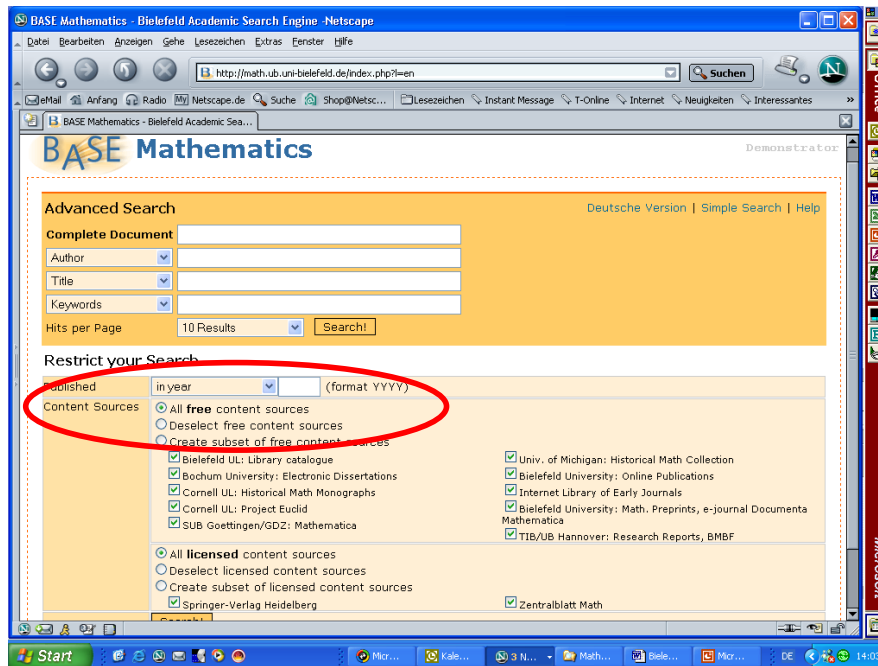 BASE Mathematics - Bielefeld Academic Search Engine -Netscape
Datei Bearbeiten Anzeigen Gehe Lesezeichen Extras Fenster Hilfe
http://math.ub.uni-bielefeld.de/index.php?l=en Suchen
eMail Anfang Radio Netscape.de Suche Shop@Netsc... Lesezeichen Instant Message T-Online Internet Neuigkeiten Interessantes »
BASE Mathematics - Bielefeld Academic Sea...
BASE Mathematics Demonstrator
Advanced Search Deutsche Version | Simple Search | Help
Complete Document
Author
Title
Keywords
Hits per Page 10 Results Search!
Restrict your Search
Published in year (format YYYY)
Content Sources All free content sources
Deselect free content sources
Create subset of free content sources
Bielefeld UL: Library catalogue Univ. of Michigan: Historical Math Collection
Bochum University: Electronic Dissertations Bielefeld University: Online Publications
Cornell UL: Historical Math Monographs Internet Library of Early Journals
Cornell UL: Project Euclid Bielefeld University: Math. Preprints, e-journal Documenta
Mathematica
SUB Goettingen/GDZ: Mathematica
TIB/UB Hannover: Research Reports, BMBF
All licensed content sources
Deselect licensed content sources
Create subset of licensed content sources
Springer-Verlag Heidelberg Zentralblatt Math
Search!
Start Micr... Kale... 3 N... Math... Biele... Micr... DE 14:03